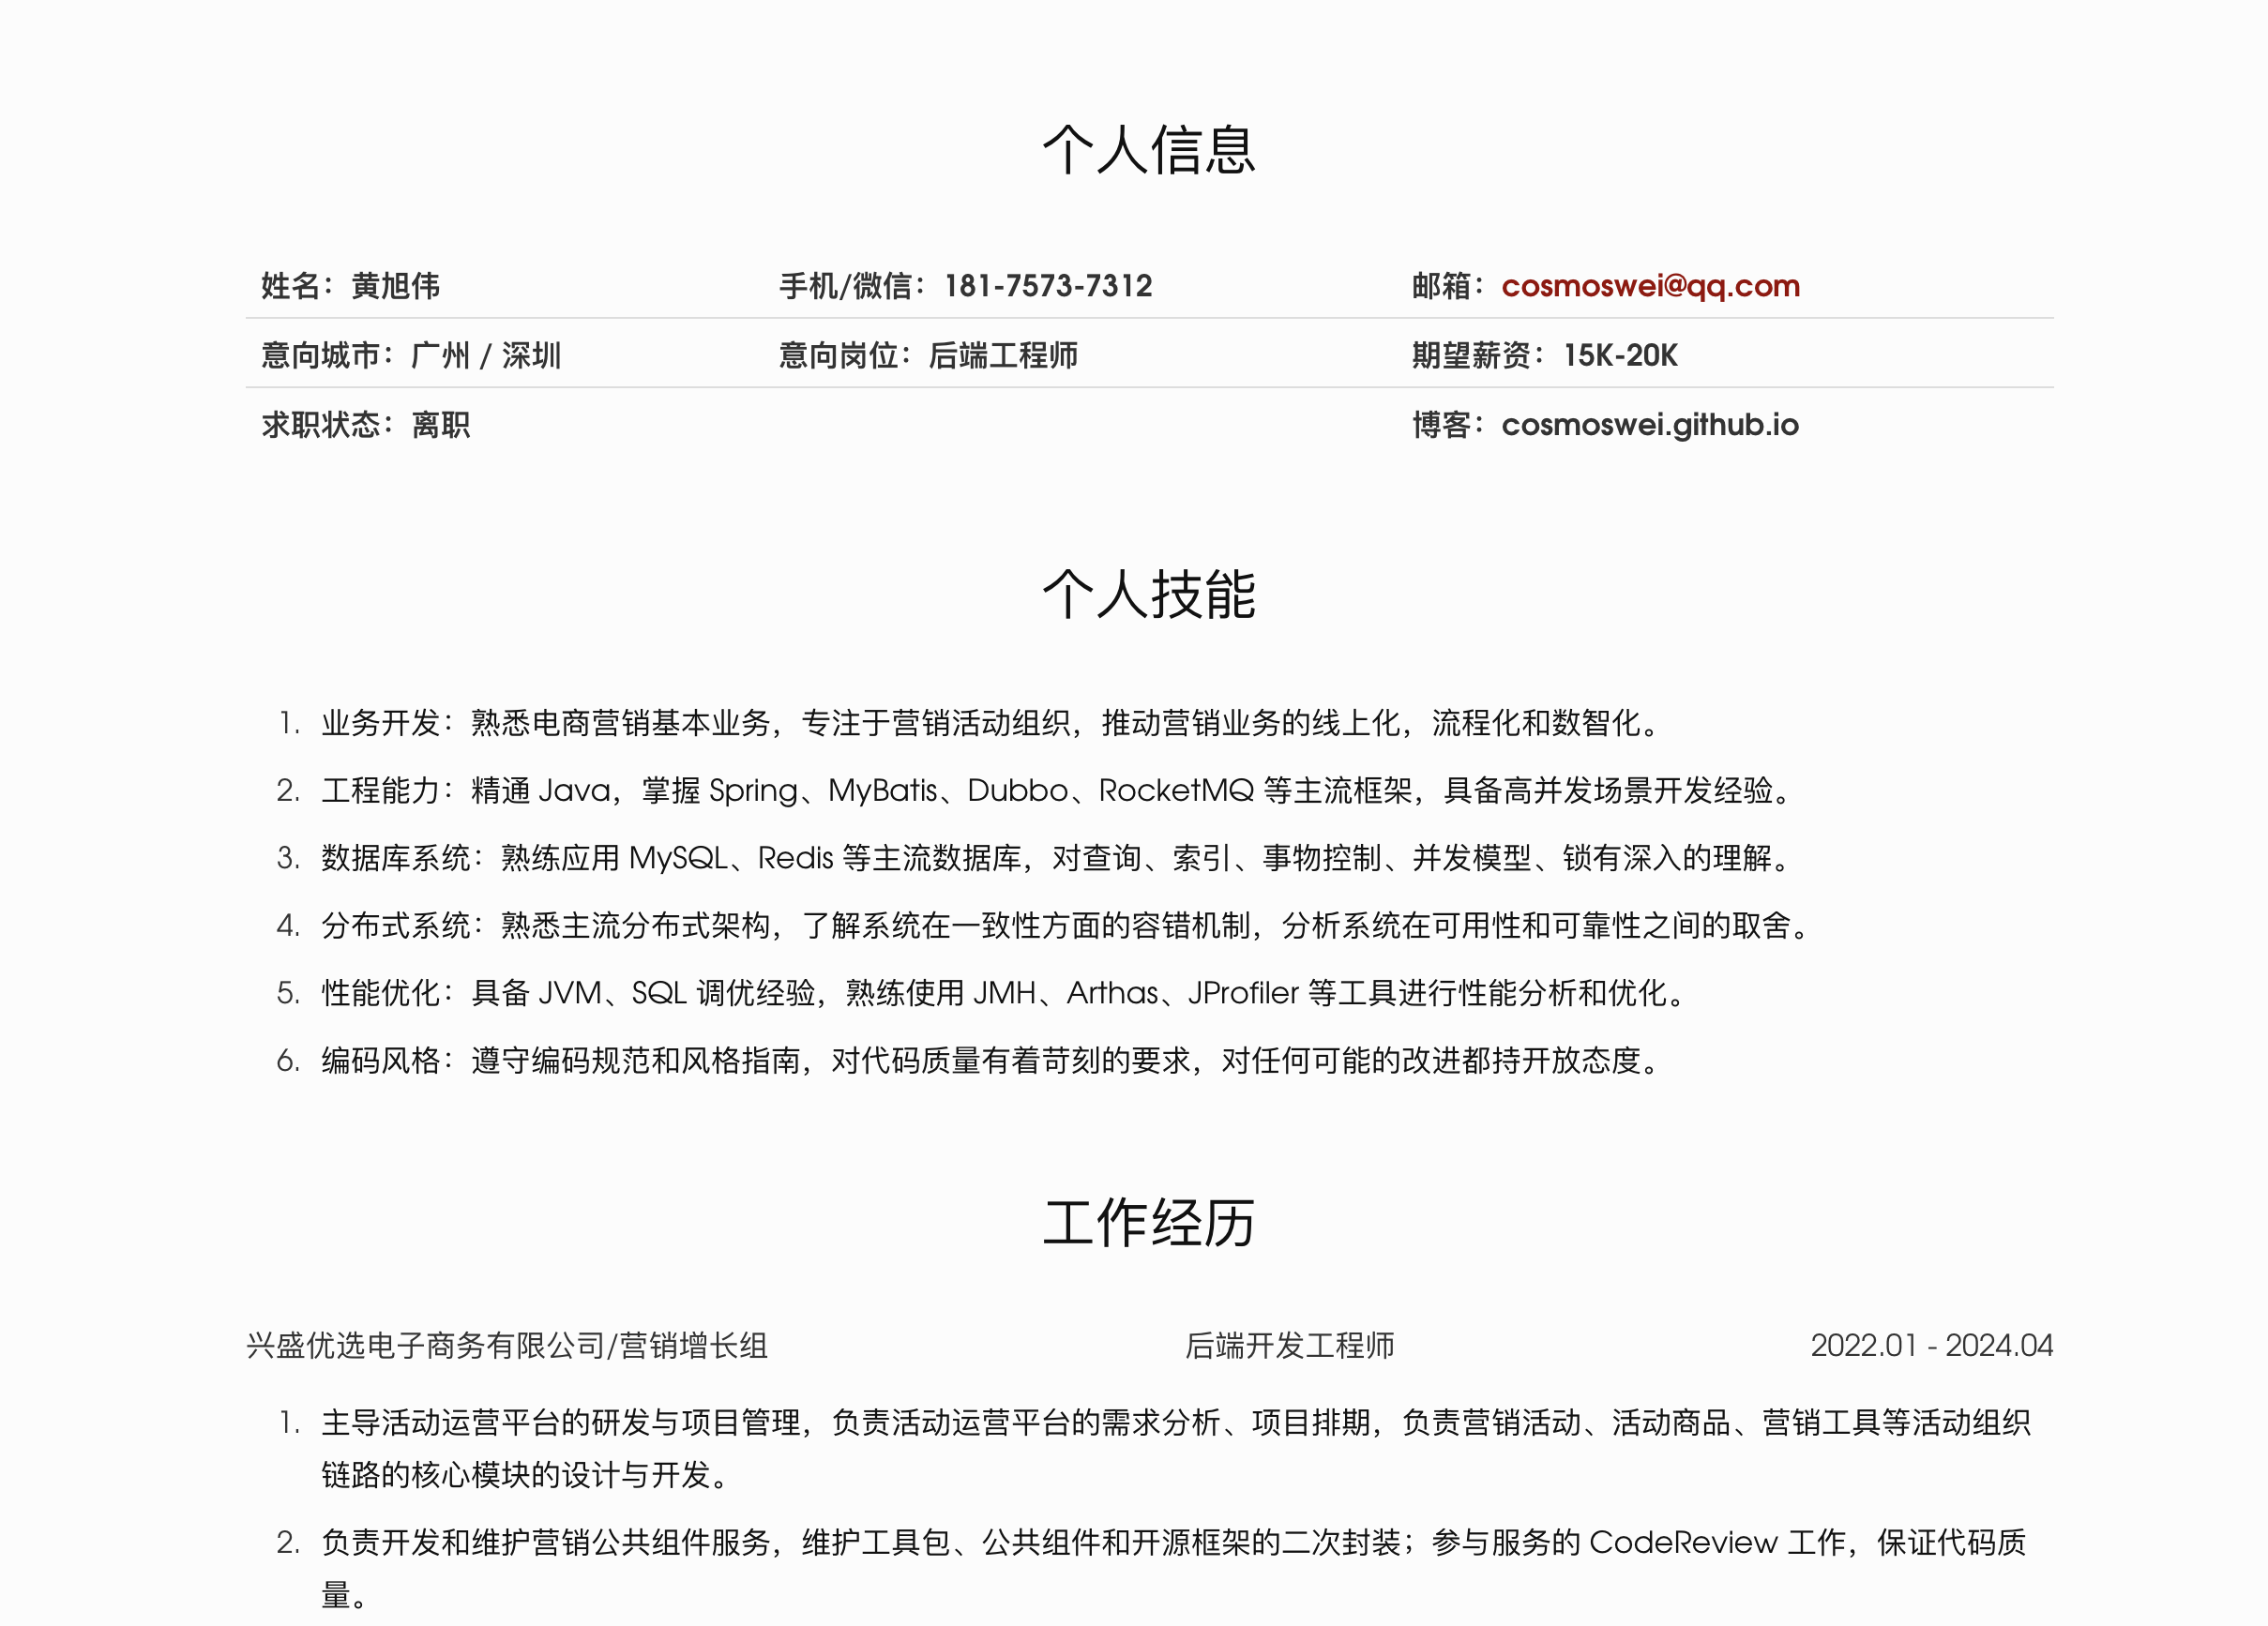 个人信息
姓名：黄旭伟 手机/微信：181-7573-7312 邮箱：cosmoswei@qq.com
意向城市：广州 / 深圳 意向岗位：后端工程师 期望薪资：15K-20K
求职状态：离职 博客：cosmoswei.github.io
个人技能
1. 业务开发：熟悉电商营销基本业务，专注于营销活动组织，推动营销业务的线上化，流程化和数智化。
2. 工程能力：精通 Java，掌握 Spring、MyBatis、Dubbo、RocketMQ 等主流框架，具备高并发场景开发经验。
3. 数据库系统：熟练应用 MySQL、Redis 等主流数据库，对查询、索引、事物控制、并发模型、锁有深入的理解。
4. 分布式系统：熟悉主流分布式架构，了解系统在一致性方面的容错机制，分析系统在可用性和可靠性之间的取舍。
5. 性能优化：具备 JVM、SQL 调优经验，熟练使用 JMH、Arthas、JProfiler 等工具进行性能分析和优化。
6. 编码风格：遵守编码规范和风格指南，对代码质量有着苛刻的要求，对任何可能的改进都持开放态度。
工作经历
兴盛优选电子商务有限公司/营销增长组 后端开发工程师 2022.01 - 2024.04
1. 主导活动运营平台的研发与项目管理，负责活动运营平台的需求分析、项目排期，负责营销活动、活动商品、营销工具等活动组织
链路的核心模块的设计与开发。
2. 负责开发和维护营销公共组件服务，维护工具包、公共组件和开源框架的二次封装；参与服务的 CodeReview 工作，保证代码质
量。